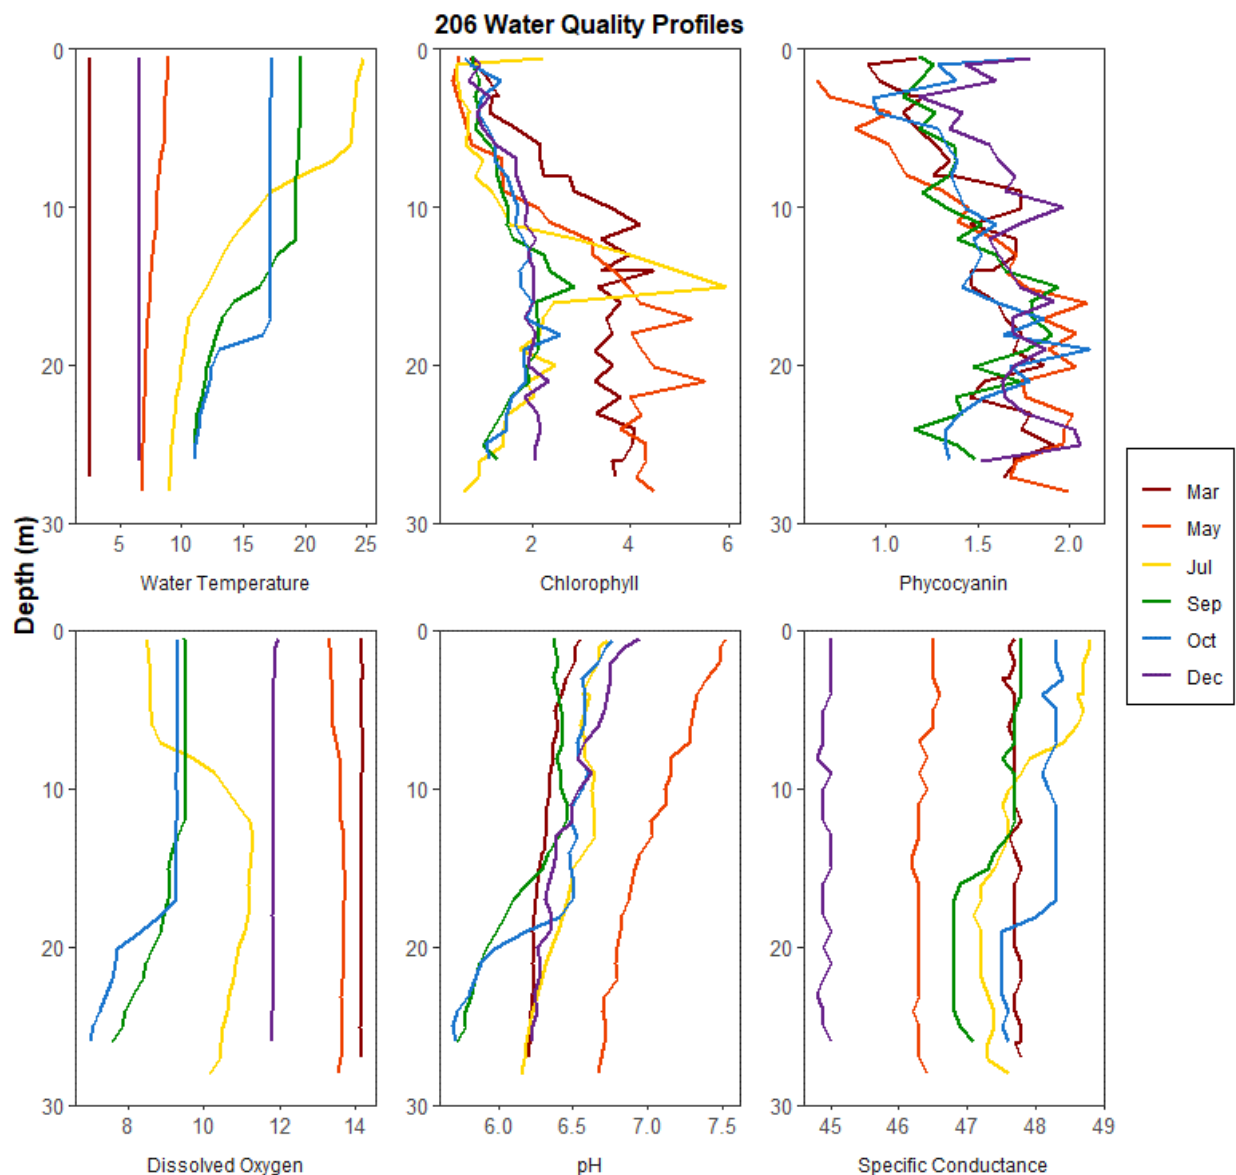 206 Water Quality Profiles
0
10
20
30
5 10 15 20 25
Water Temperature
0
10
20
30
2 4 6
Chlorophyll
0
10
20
30
1.0 1.5 2.0
Phycocyanin
Depth (m)
0
10
20
30
8 10 12 14
Dissolved Oxygen
0
10
20
30
6.0 6.5 7.0 7.5
pH
0
10
20
30
45 46 47 48 49
Specific Conductance
Mar
May
Jul
Sep
Oct
Dec